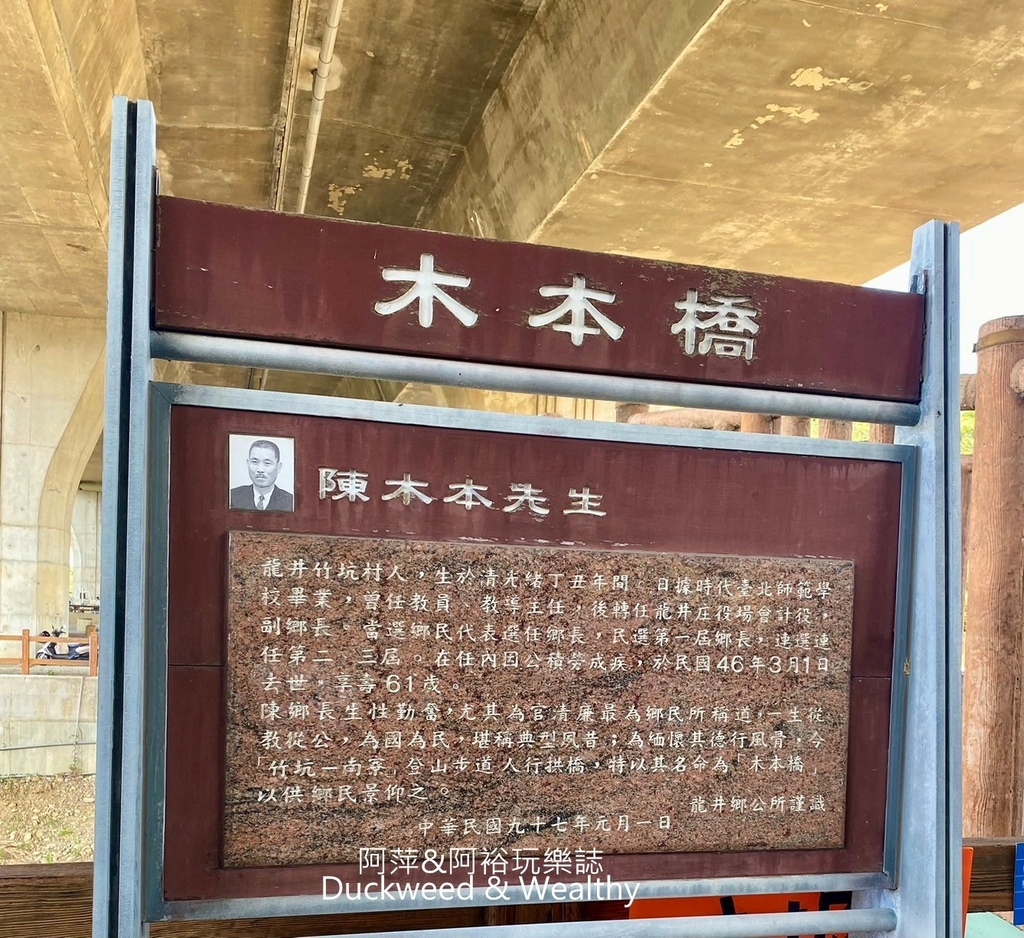 木本橋
陳木本先生
龍井竹坑村人，生於清光緒丁丑年間。日據時代臺北師範學
校畢業，曾任教員、教導主任，後轉任龍井庄役場會計役，
副鄉長。當選鄉民代表選任鄉長，民選第一屆鄉長，連選連
任第二 三屆。在任內因公積勞成疾，於民國46年3月1日
去世，享壽61歲。
陳鄉長生性勤奮，尤其為官清廉最為鄉民所稱道，一生從
教從公，為國為民，堪稱典型夙昔；為緬懷其德行風骨，今
「竹坑—南寮」登山步道人行拱橋，特以其名命為「木本橋」
以供鄉民景仰之。
龍井鄉公所謹識
中華民國九十七年元月一日
阿萍&阿裕玩樂誌
Duckweed & Wealthy